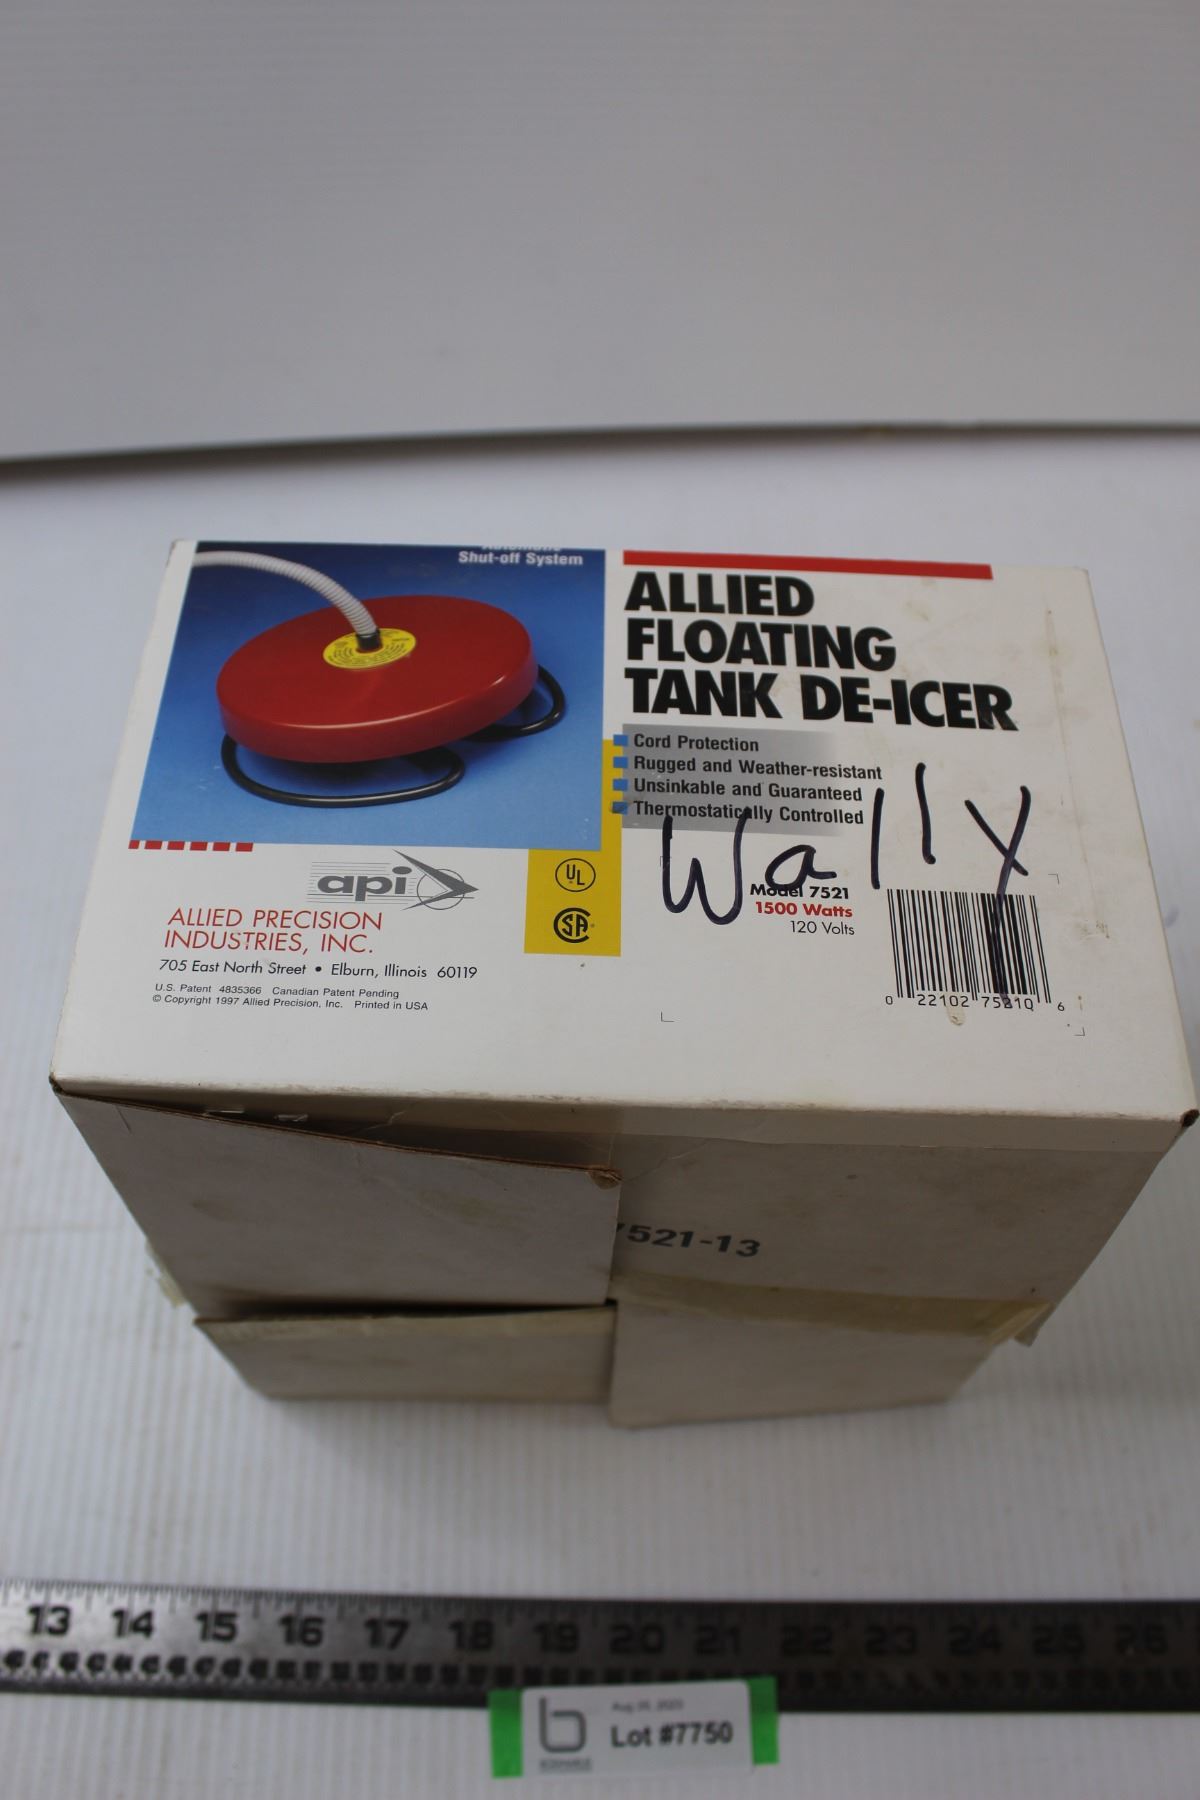 Shut-off System
ALLIED
FLOATING
TANK DE-ICER
Cord Protection
Rugged and Weather-resistant
Unsinkable and Guaranteed
Thermostatically Controlled
Wally
Model 7521
1500 Watts
120 Volts
UL
SA
api
ALLIED PRECISION
INDUSTRIES, INC.
705 East North Street • Elburn, Illinois 60119
U.S. Patent 4835366 Canadian Patent Pending
© Copyright 1997 Allied Precision, Inc. Printed in USA
0 22102 75210 6
7521-13
13 14 15 16 17 18 19 20 21 22 23 24 25 26
b
Lot #7750